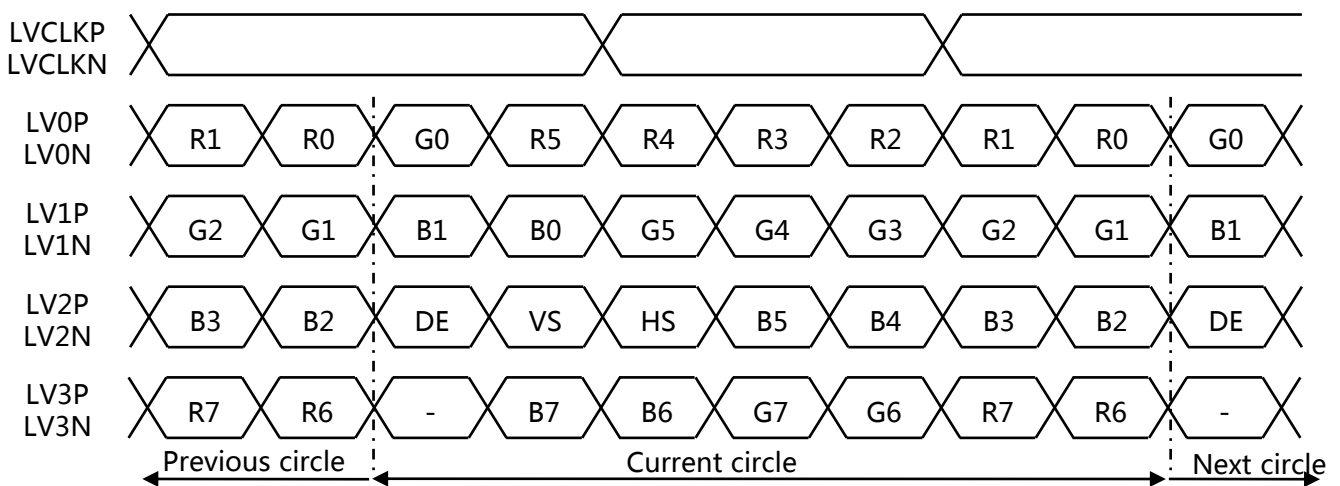 LVCLKP
LVCLKN
LV0P
LV0N
R1 R0 G0 R5 R4 R3 R2 R1 R0 G0
LV1P
LV1N
G2 G1 B1 B0 G5 G4 G3 G2 G1 B1
LV2P
LV2N
B3 B2 DE VS HS B5 B4 B3 B2 DE
LV3P
LV3N
R7 R6 - B7 B6 G7 G6 R7 R6 -
Previous circle Current circle Next circle